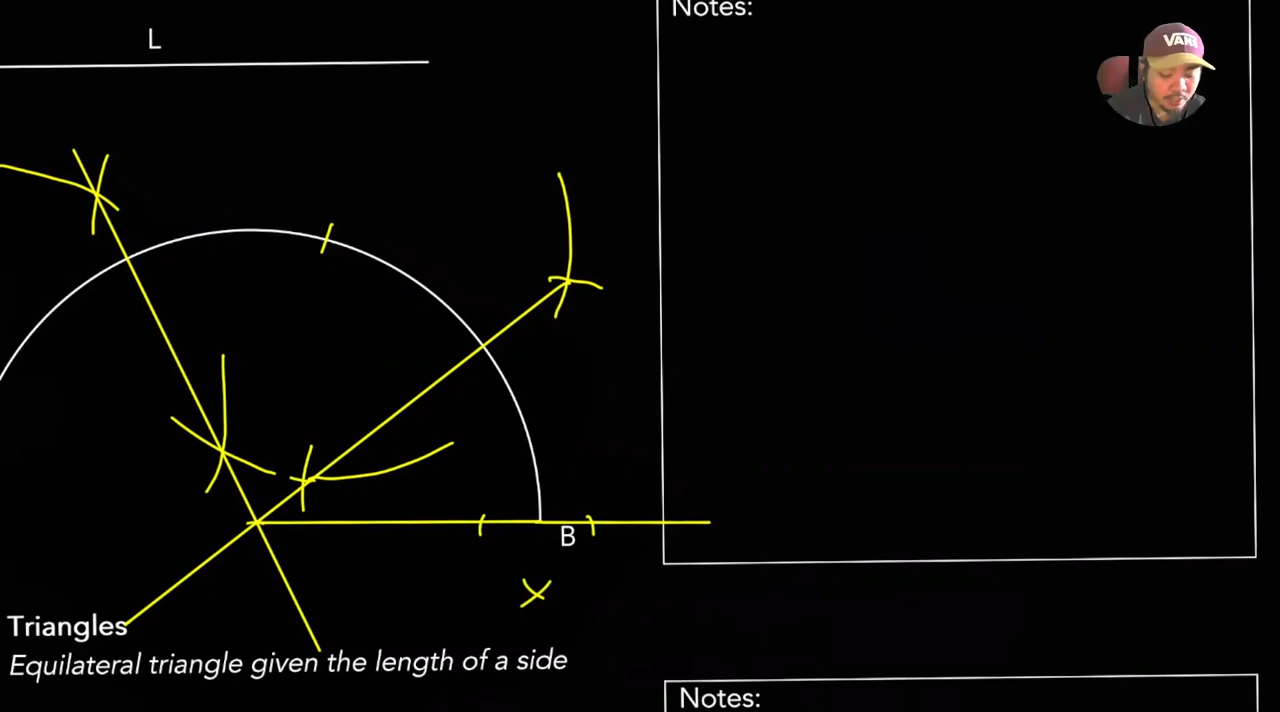 Notes:
L
VANS
B
Triangles
Equilateral triangle given the length of a side
Notes: